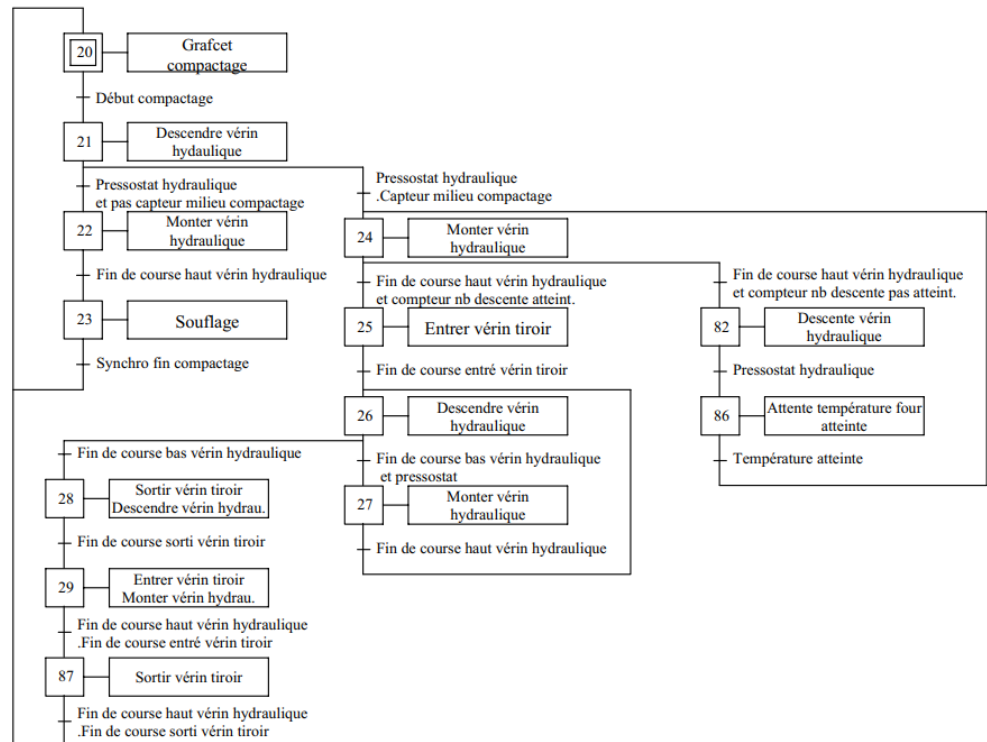 20
Grafcet
compactage
Début compactage
21
Descendre vérin
hydaulique
Pressostat hydraulique
et pas capteur milieu compactage
22
Monter vérin
hydraulique
Fin de course haut vérin hydraulique
23
Souflage
Synchro fin compactage
Pressostat hydraulique
.Capteur milieu compactage
24
Monter vérin
hydraulique
Fin de course haut vérin hydraulique
et compteur nb descente atteint.
25
Entrer vérin tiroir
Fin de course entré vérin tiroir
26
Descendre vérin
hydraulique
Fin de course bas vérin hydraulique
et pressostat
27
Monter vérin
hydraulique
Fin de course haut vérin hydraulique
Fin de course haut vérin hydraulique
et compteur nb descente pas atteint.
82
Descente vérin
hydraulique
Pressostat hydraulique
86
Attente température four
atteinte
Température atteinte
Fin de course bas vérin hydraulique
28
Sortir vérin tiroir
Descendre vérin hydrau.
Fin de course sorti vérin tiroir
29
Entrer vérin tiroir
Monter vérin hydrau.
Fin de course haut vérin hydraulique
.Fin de course entré vérin tiroir
87
Sortir vérin tiroir
Fin de course haut vérin hydraulique
.Fin de course sorti vérin tiroir